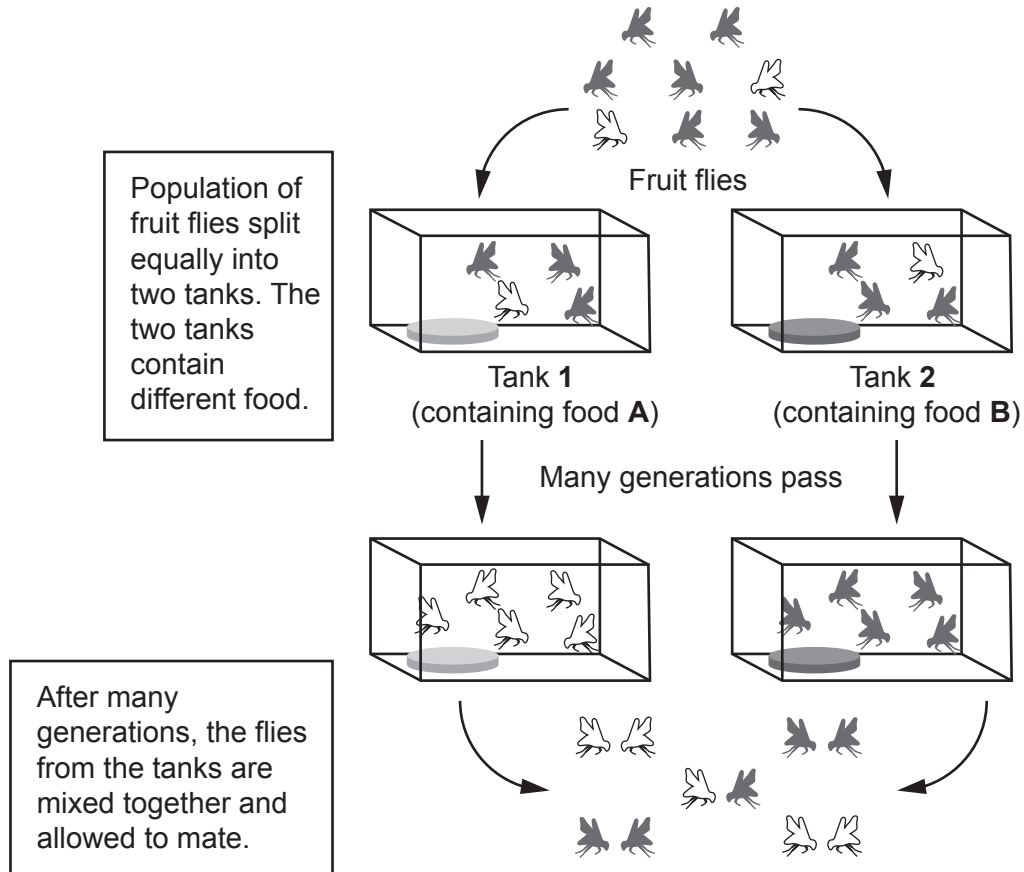 Fruit flies
Population of
fruit flies split
equally into
two tanks. The
two tanks
contain
different food.
Tank 1
(containing food A)
Tank 2
(containing food B)
Many generations pass
After many
generations, the flies
from the tanks are
mixed together and
allowed to mate.